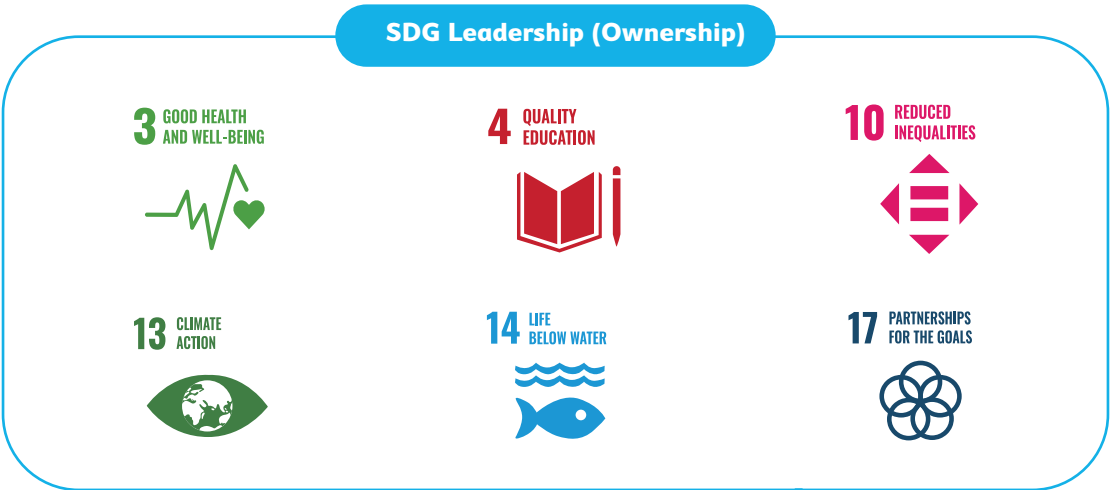 SDG Leadership (Ownership)
3 GOOD HEALTH
AND WELL-BEING
4 QUALITY
EDUCATION
10 REDUCED
INEQUALITIES
13 CLIMATE
ACTION
14 LIFE
BELOW WATER
17 PARTNERSHIPS
FOR THE GOALS